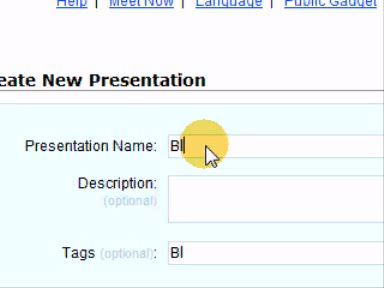 Help | Meet Now | Language | Public Gadget
eate New Presentation
Presentation Name: Bl
Description:
(optional)
Tags (optional): Bl